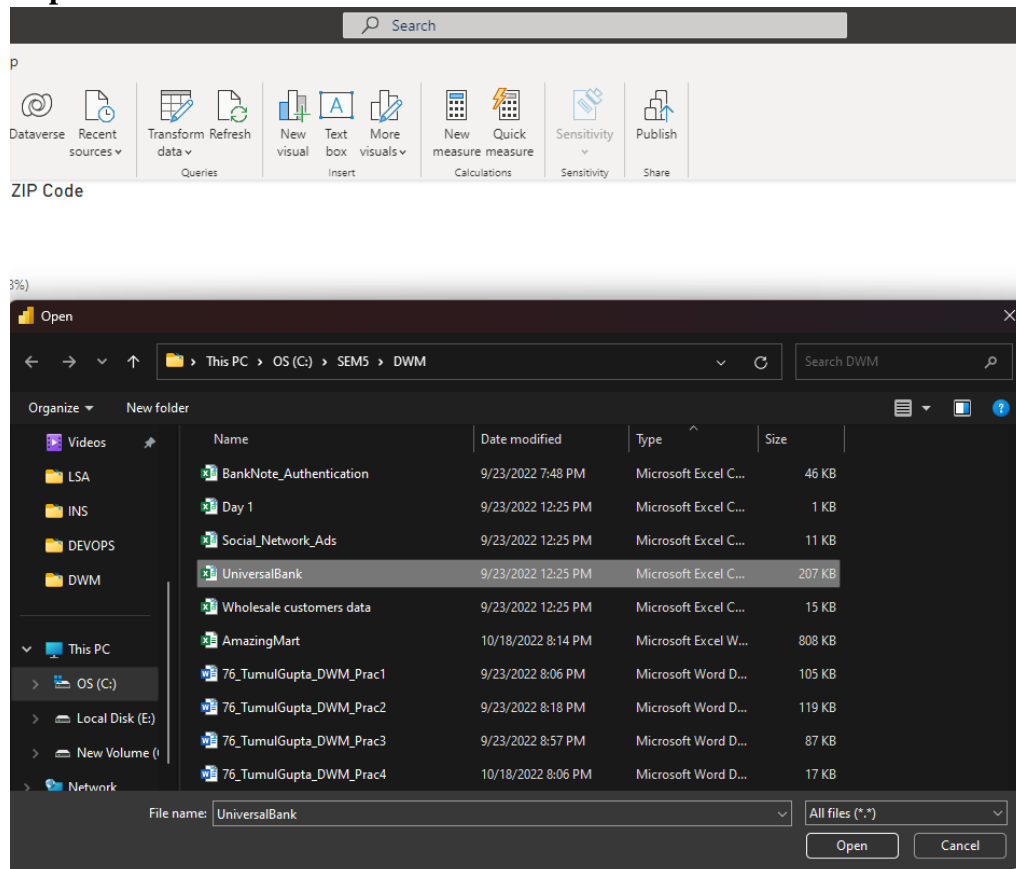 Search
p
Dataverse Recent sources Transform data Refresh New visual Text box More visuals New measure Quick measure Sensitivity Publish
Queries Insert Calculations Sensitivity Share
ZIP Code
3%)
Open
This PC > OS (C:) > SEM5 > DWM Search DWM
Organize New folder
Name Date modified Type Size
Videos
LSA
INS
DEVOPS
DWM
This PC
OS (C:)
Local Disk (E:)
New Volume (
Network
BankNote_Authentication 9/23/2022 7:48 PM Microsoft Excel C... 46 KB
Day 1 9/23/2022 12:25 PM Microsoft Excel C... 1 KB
Social_Network_Ads 9/23/2022 12:25 PM Microsoft Excel C... 11 KB
UniversalBank 9/23/2022 12:25 PM Microsoft Excel C... 207 KB
Wholesale customers data 9/23/2022 12:25 PM Microsoft Excel C... 15 KB
AmazingMart 10/18/2022 8:14 PM Microsoft Excel W... 808 KB
76_TumulGupta_DWM_Prac1 9/23/2022 8:06 PM Microsoft Word D... 105 KB
76_TumulGupta_DWM_Prac2 9/23/2022 8:18 PM Microsoft Word D... 119 KB
76_TumulGupta_DWM_Prac3 9/23/2022 8:57 PM Microsoft Word D... 87 KB
76_TumulGupta_DWM_Prac4 10/18/2022 8:06 PM Microsoft Word D... 17 KB
File name: UniversalBank All files (*.*)
Open Cancel